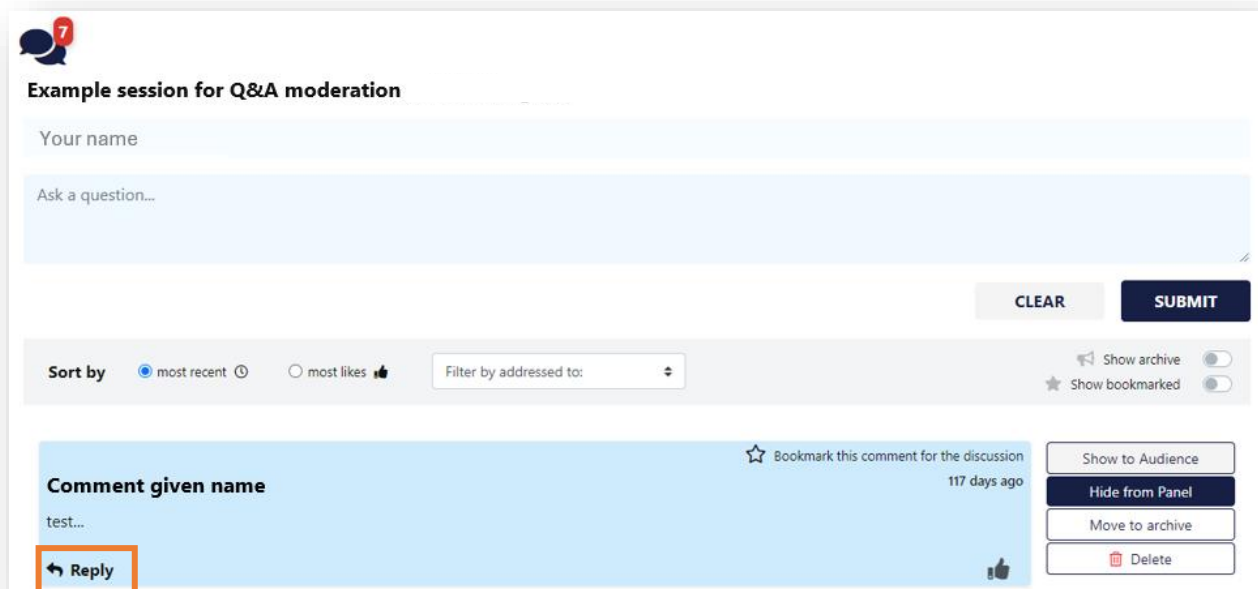 7
Example session for Q&A moderation
Your name
Ask a question...
CLEAR SUBMIT
Sort by most recent most likes Filter by addressed to: Show archive
Show bookmarked
Bookmark this comment for the discussion Show to Audience
Comment given name 117 days ago Hide from Panel
test... Move to archive
Reply Delete